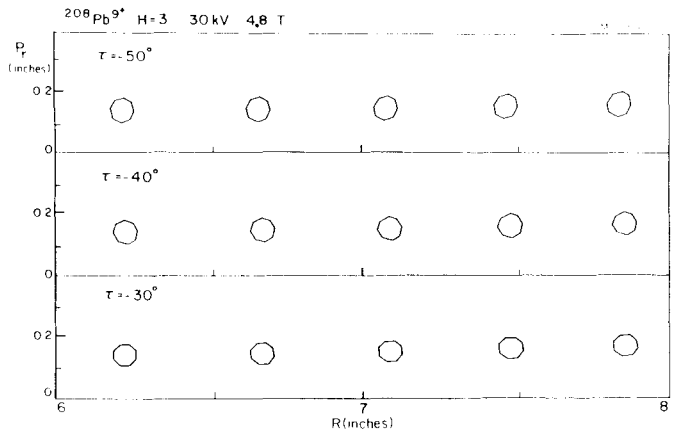 208Pb9+ H=3 30 kV 4.8 T
Pr
(inches)
τ=-50°
0.2
0
τ=-40°
0.2
0
τ=-30°
0.2
0
6 7 8
R(inches)